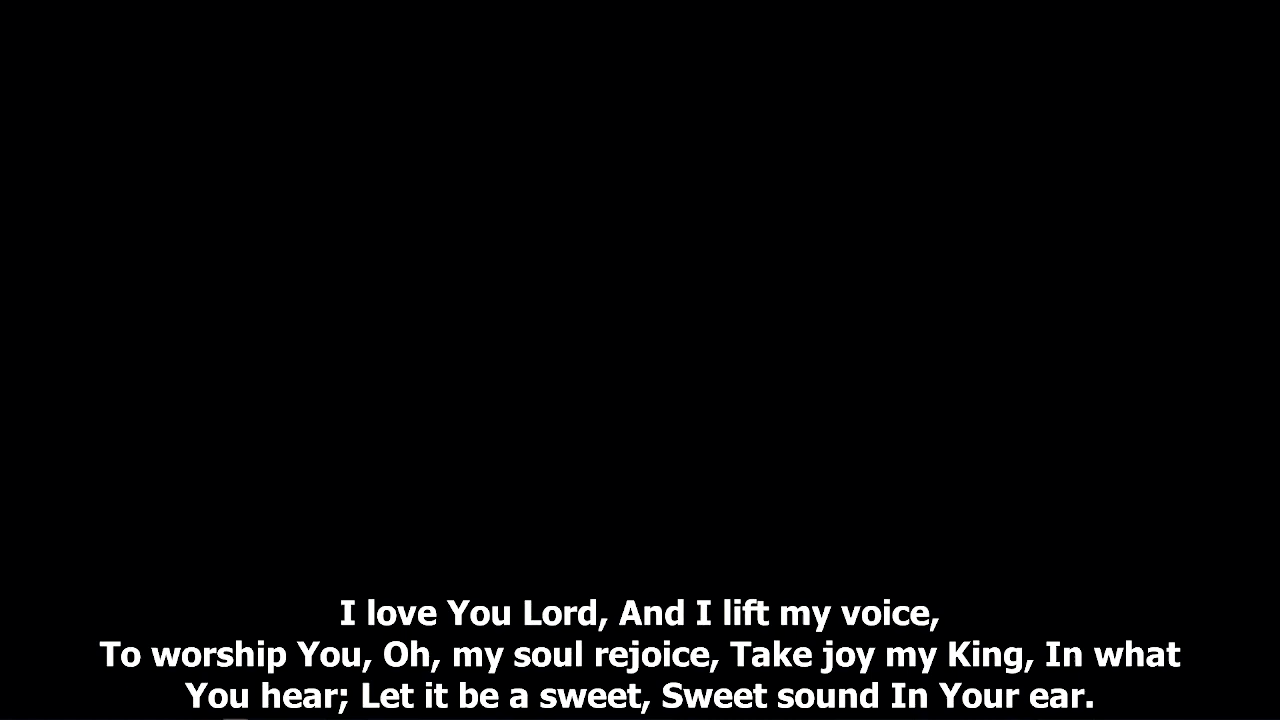 I love You Lord, And I lift my voice,
To worship You, Oh, my soul rejoice, Take joy my King, In what
You hear; Let it be a sweet, Sweet sound In Your ear.